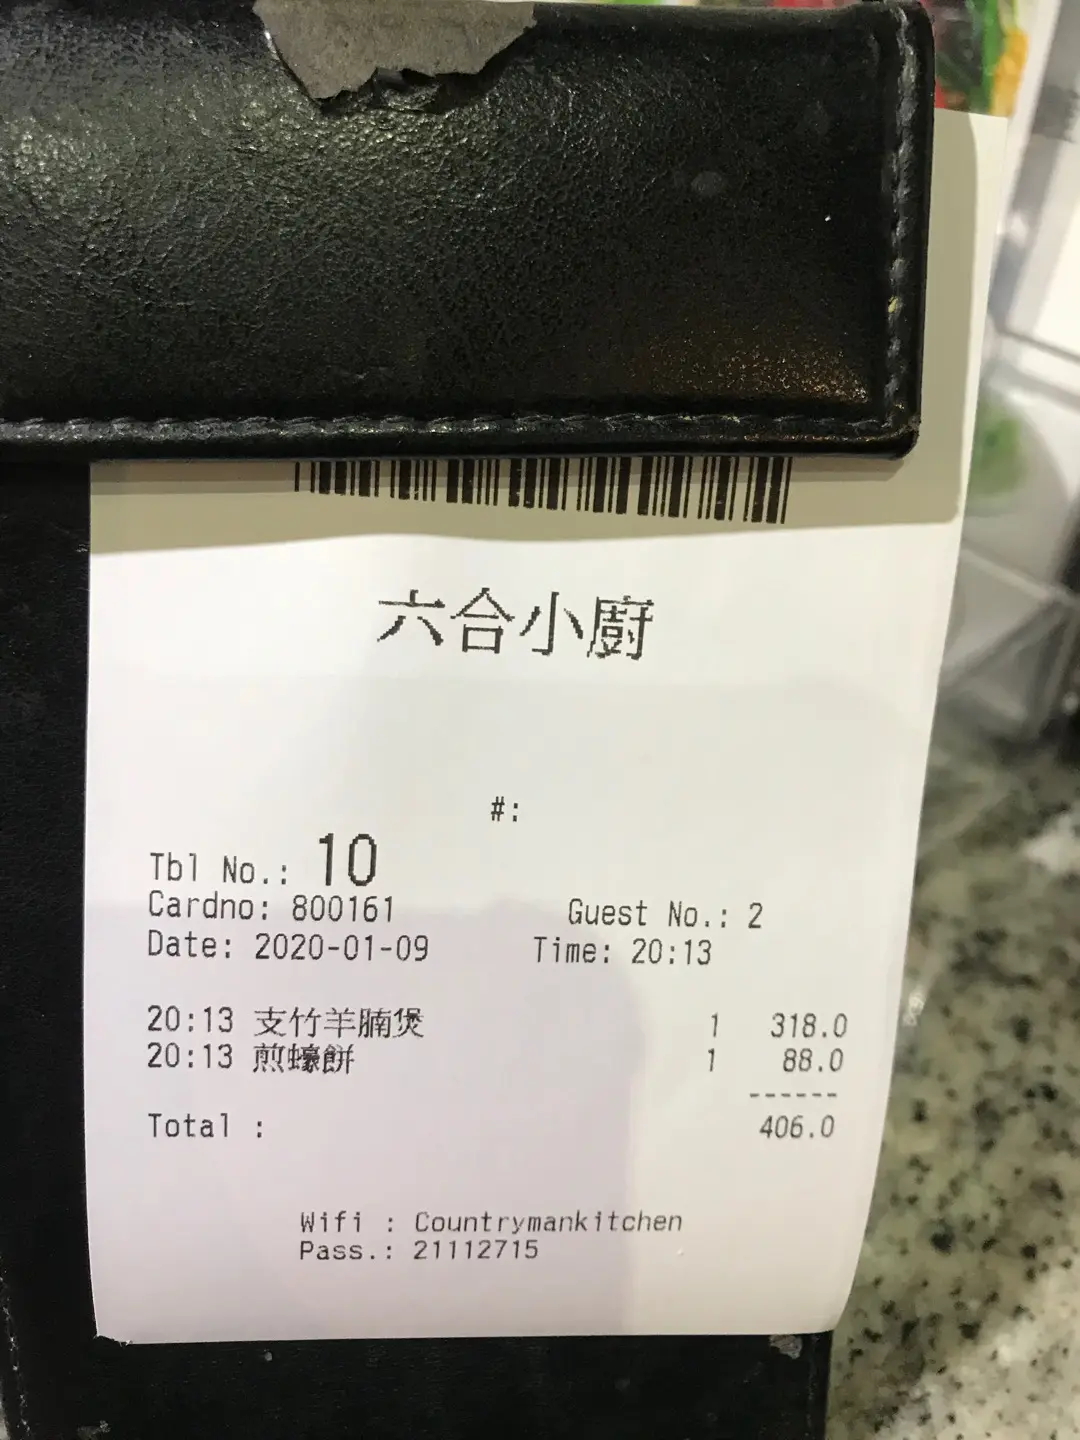 六合小廚
#:
Tbl No.: 10
Cardno: 800161 Guest No.: 2
Date: 2020-01-09 Time: 20:13
20:13 支竹羊腩煲 1 318.0
20:13 煎蠔餅 1 88.0
------
Total : 406.0
Wifi : Countrymankitchen
Pass.: 21112715